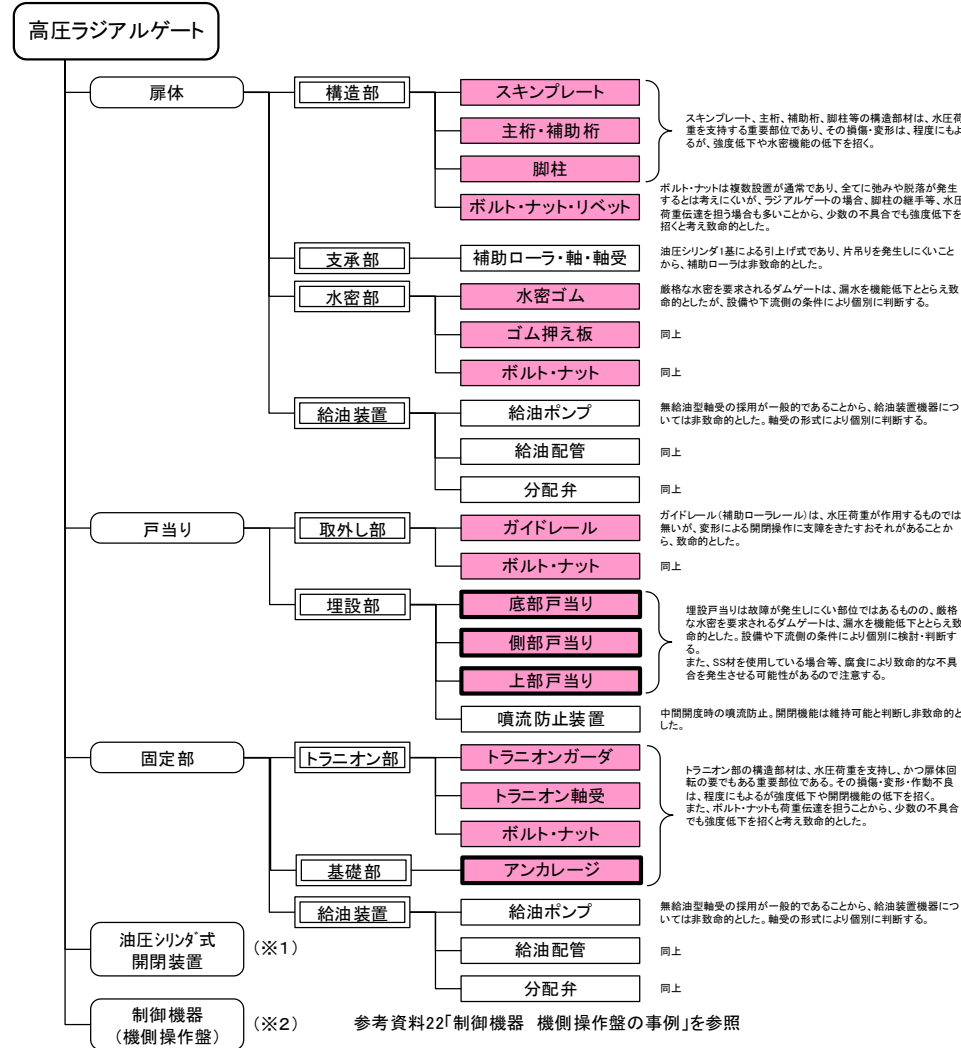 高圧ラジアルゲート
扉体
構造部
スキンプレート
主桁・補助桁
脚柱
スキンプレート、主桁、補助桁、脚柱等の構造部材は、水圧荷
重を支持する重要部位であり、その損傷・変形は、程度にもよ
るが、強度低下や水密機能の低下を招く。
ボルト・ナット・リベット
ボルト・ナットは複数設置が通常であり、全てに弛みや脱落が発生
するとは考えにくいが、ラジアルゲートの場合、脚柱の継手等、水圧
荷重伝達を担う場合も多いことから、少数の不具合でも強度低下を
招くと考え致命的とした。
支承部
補助ローラ・軸・軸受
油圧シリンダ1基による引上げ式であり、片吊りを発生しにくいこと
から、補助ローラは非致命的とした。
水密部
水密ゴム
厳格な水密を要求されるダムゲートは、漏水を機能低下ととらえ致
命的としたが、設備や下流側の条件により個別に判断する。
ゴム押え板
同上
ボルト・ナット
同上
給油装置
給油ポンプ
無給油型軸受の採用が一般的であることから、給油装置機器につ
いては非致命的とした。軸受の形式により個別に判断する。
給油配管
同上
分配弁
同上
戸当り
取外し部
ガイドレール
ガイドレール（補助ローラレール）は、水圧荷重が作用するものでは
無いが、変形による開閉操作に支障をきたすおそれがあることか
ら、致命的とした。
ボルト・ナット
同上
埋設部
底部戸当り
側部戸当り
上部戸当り
埋設戸当りは故障が発生しにくい部位ではあるものの、厳格
な水密を要求されるダムゲートは、漏水を機能低下ととらえ致
命的とした。設備や下流側の条件により個別に検討・判断す
る。
また、SS材を使用している場合等、腐食により致命的な不具
合を発生させる可能性があるので注意する。
噴流防止装置
中間開度時の噴流防止。開閉機能は維持可能と判断し非致命的と
した。
固定部
トラニオン部
トラニオンガーダ
トラニオン軸受
ボルト・ナット
トラニオン部の構造部材は、水圧荷重を支持し、かつ扉体回
転の要でもある重要部位である。その損傷・変形・作動不良
は、程度にもよるが強度低下や開閉機能の低下を招く。
また、ボルト・ナットも荷重伝達を担うことから、少数の不具合
でも強度低下を招くと考え致命的とした。
基礎部
アンカレージ
給油装置
給油ポンプ
無給油型軸受の採用が一般的であることから、給油装置機器につ
いては非致命的とした。軸受の形式により個別に判断する。
給油配管
同上
分配弁
同上
油圧シリンダ式
開閉装置
（※1）
制御機器
（機側操作盤）
（※2）
参考資料22「制御機器 機側操作盤の事例」を参照